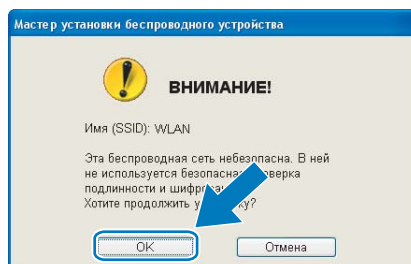 Мастер установки беспроводного устройства
ВНИМАНИЕ!
Имя (SSID): WLAN
Эта беспроводная сеть небезопасна. В ней
не используется безопасная
подлинности и
Хотите продолжить
OK
Отмена